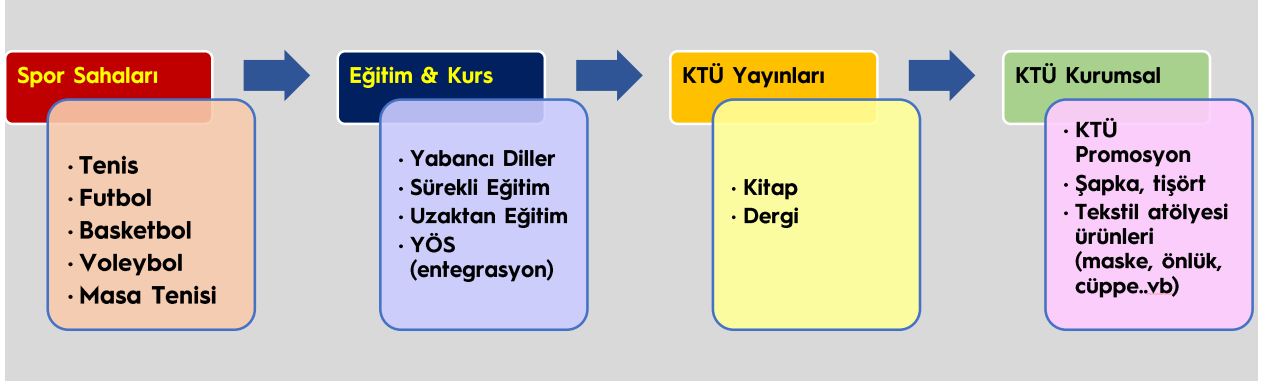 Spor Sahaları
· Tenis
· Futbol
· Basketbol
· Voleybol
· Masa Tenisi
Eğitim & Kurs
· Yabancı Diller
· Sürekli Eğitim
· Uzaktan Eğitim
· YÖS
(entegrasyon)
KTÜ Yayınları
· Kitap
· Dergi
KTÜ Kurumsal
· KTÜ
Promosyon
· Şapka, tişört
· Tekstil atölyesi
ürünleri
(maske, önlük,
cüppe..vb)